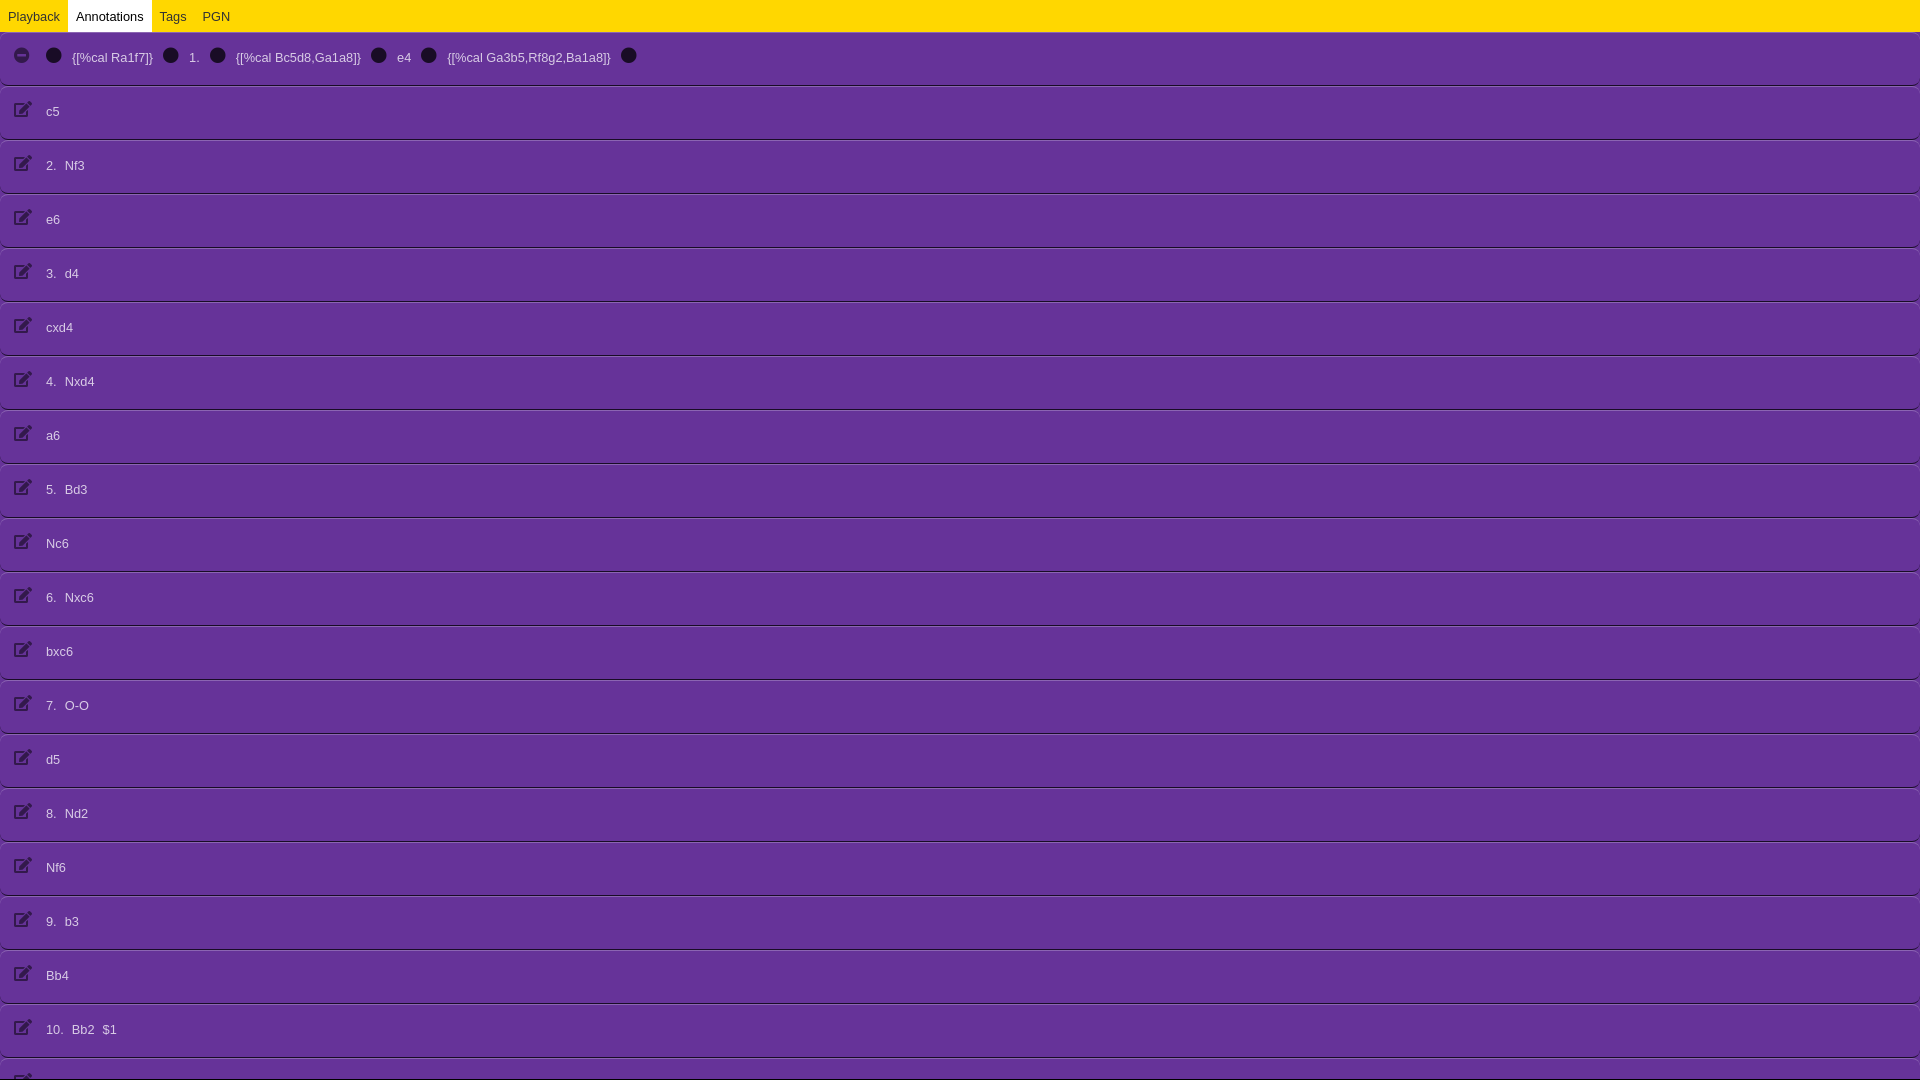 Playback Annotations Tags PGN
{[%cal Ra1f7]} 1. {[%cal Bc5d8,Ga1a8]} e4 {[%cal Ga3b5,Rf8g2,Ba1a8]}
c5
2. Nf3
e6
3. d4
cxd4
4. Nxd4
a6
5. Bd3
Nc6
6. Nxc6
bxc6
7. O-O
d5
8. Nd2
Nf6
9. b3
Bb4
10. Bb2 $1